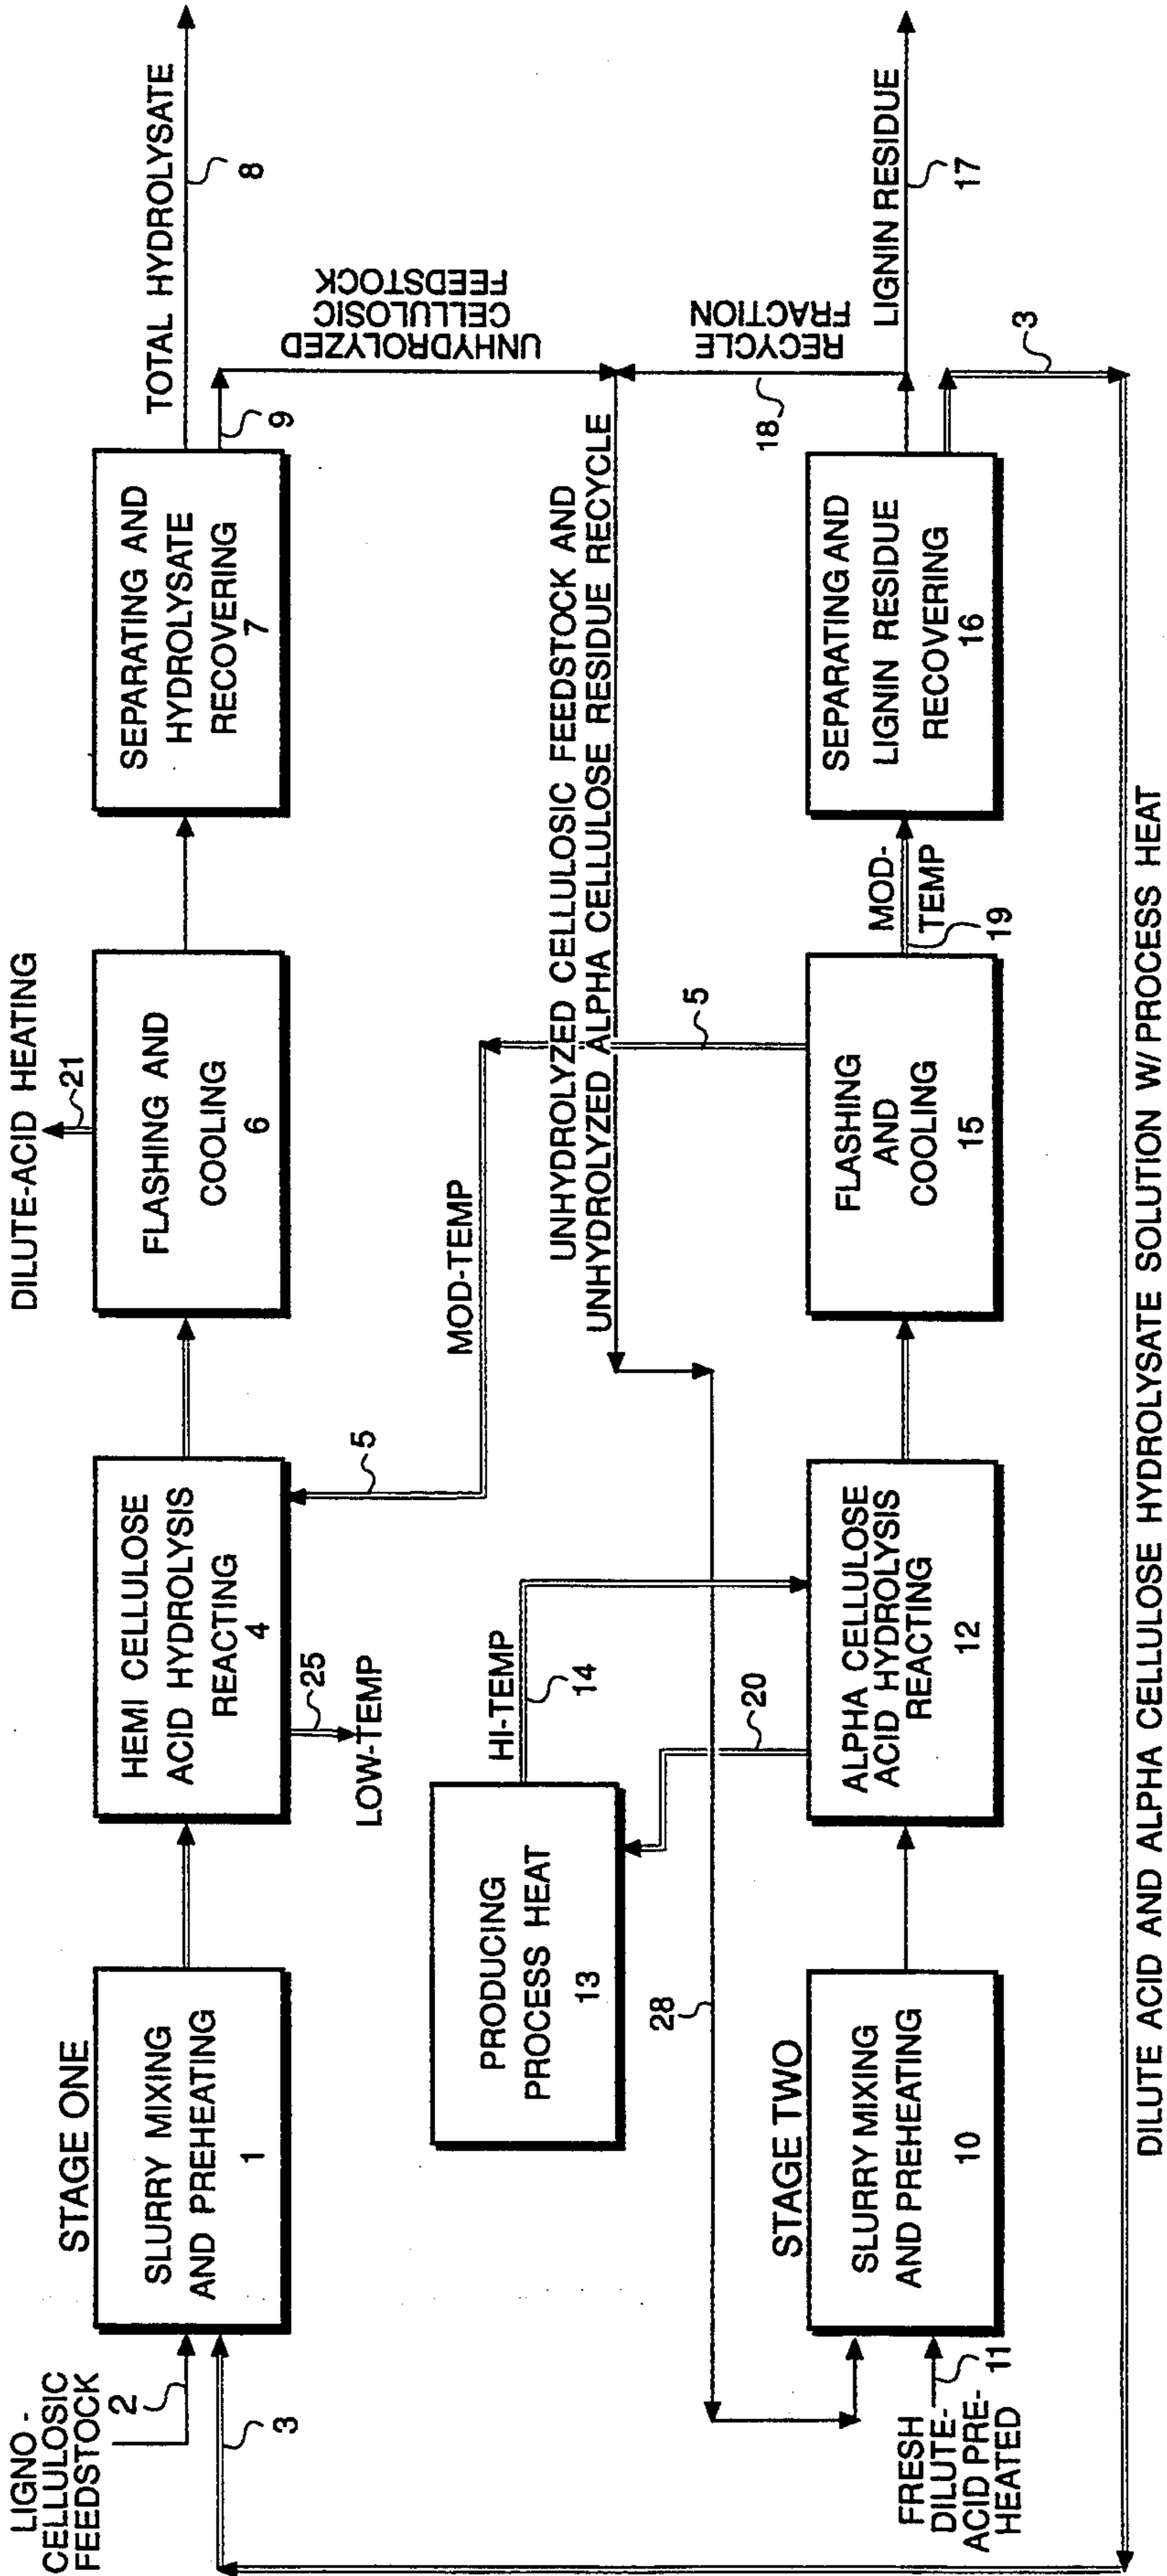 STAGE ONE
LIGNO -
CELLULOSIC
FEEDSTOCK
2
3
SLURRY MIXING
AND PREHEATING
1
HEMI CELLULOSE
ACID HYDROLYSIS
REACTING
4
25
LOW-TEMP
5
MOD-TEMP
DILUTE-ACID HEATING
21
FLASHING AND
COOLING
6
SEPARATING AND
HYDROLYSATE
RECOVERING
7
TOTAL HYDROLYSATE
8
9
UNHYDROLYZED
CELLULOSIC
FEEDSTOCK
PRODUCING
PROCESS HEAT
13
HI-TEMP
14
20
28
UNHYDROLYZED CELLULOSIC FEEDSTOCK AND
UNHYDROLYZED ALPHA CELLULOSE RESIDUE RECYCLE
5
18
RECYCLE
FRACTION
STAGE TWO
FRESH
DILUTE-
ACID PRE-
HEATED
11
SLURRY MIXING
AND PREHEATING
10
ALPHA CELLULOSE
ACID HYDROLYSIS
REACTING
12
FLASHING
AND
COOLING
15
MOD-
TEMP
19
SEPARATING AND
LIGNIN RESIDUE
RECOVERING
16
LIGNIN RESIDUE
17
3
DILUTE ACID AND ALPHA CELLULOSE HYDROLYSATE SOLUTION W/ PROCESS HEAT